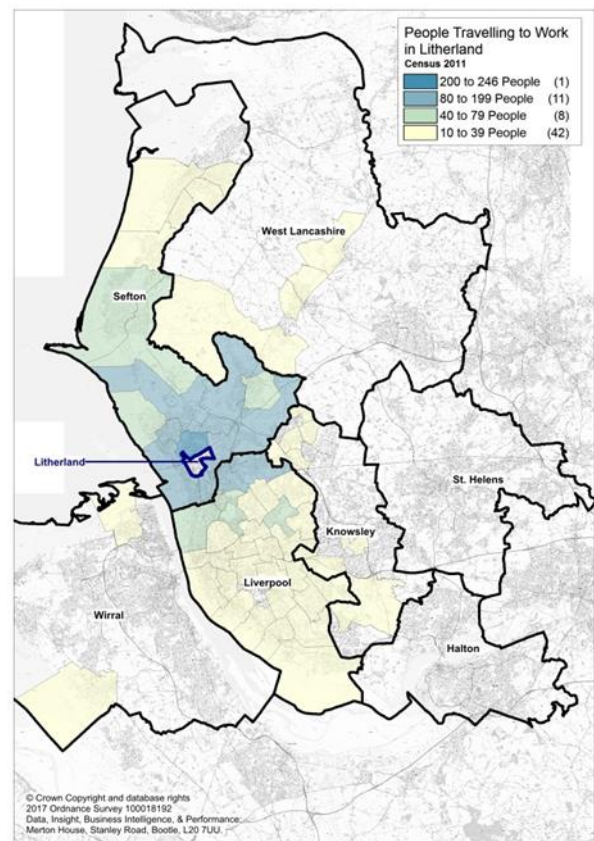 People Travelling to Work
in Litherland
Census 2011
200 to 246 People (1)
80 to 199 People (11)
40 to 79 People (8)
10 to 39 People (42)
West Lancashire
Sefton
Litherland
St. Helens
Knowsley
Liverpool
Wirral
Halton
© Crown Copyright and database rights
2017 Ordnance Survey 100018192
Data, Insight, Business Intelligence, & Performance:
Merton House, Stanley Road, Bootle, L20 7UU.